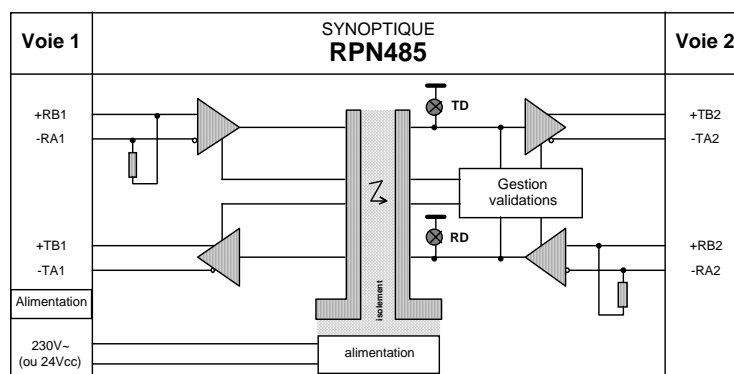 Voie 1
SYNOPTIQUE
RPN485
Voie 2
+RB1
-RA1
TD
+TB2
-TA2
Gestion
validations
+TB1
-TA1
RD
+RB2
-RA2
isolement
Alimentation
230V~
(ou 24Vcc)
alimentation